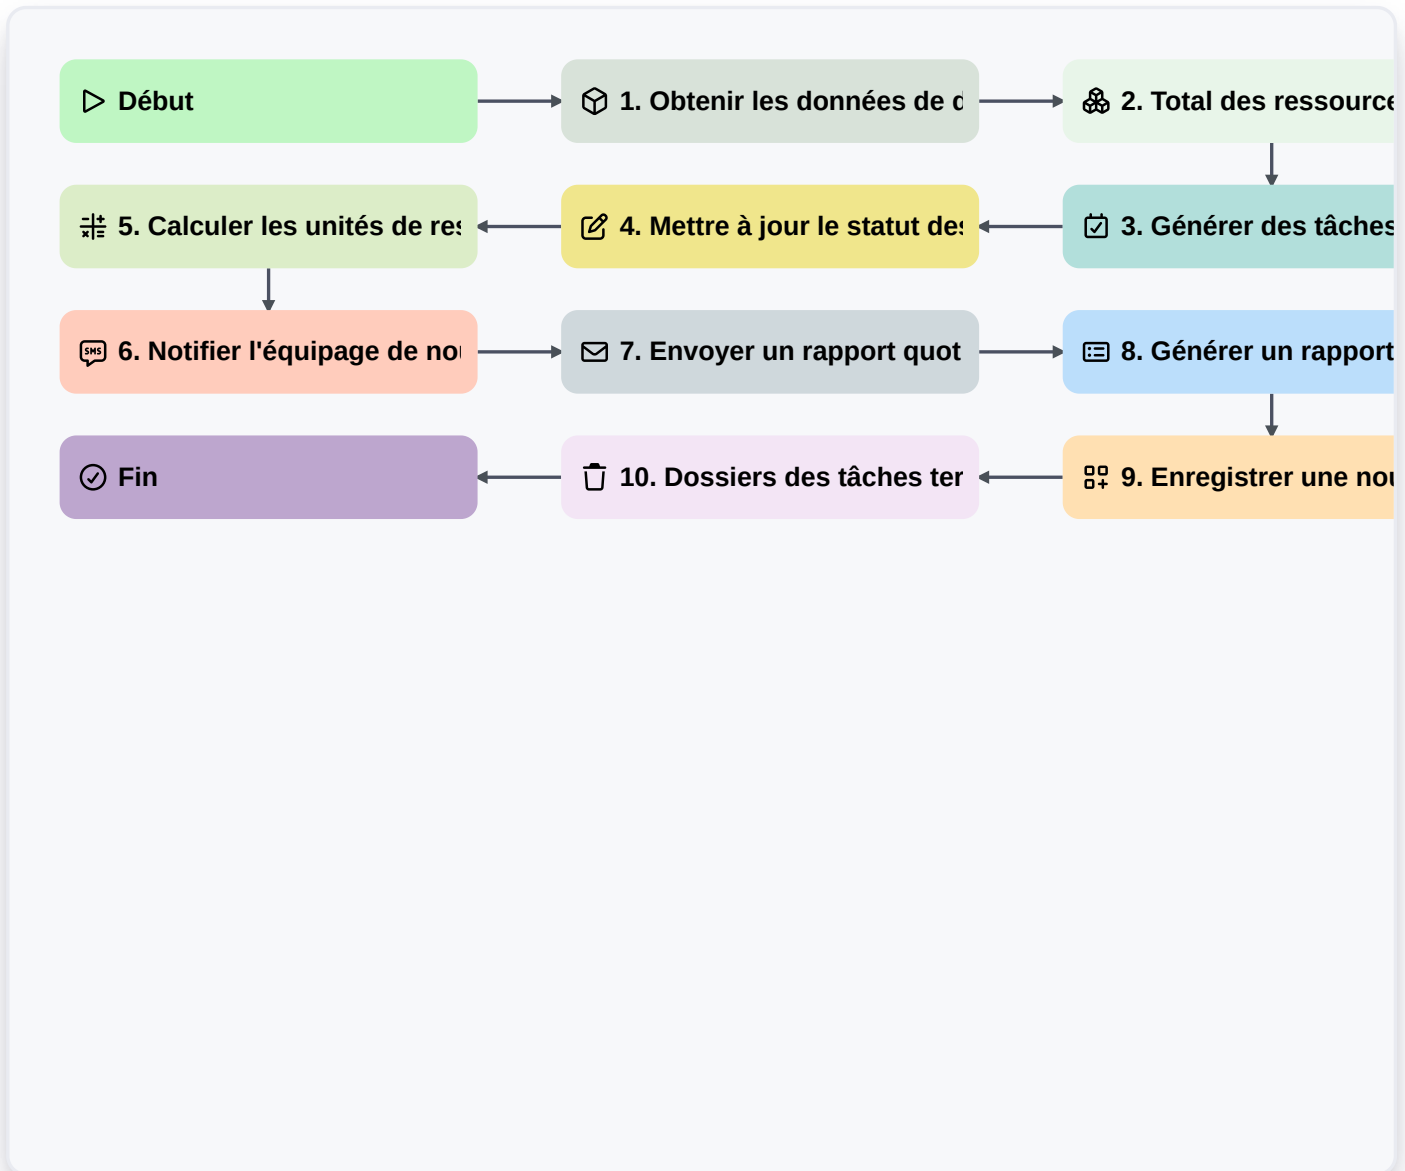 Début
1. Obtenir les données de
2. Total des
5. Calculer les unités de
4. Mettre à jour le statut
3. Générer des tâches
SMS
6. Notifier l'équipage de
7. Envoyer un rapport
8. Générer un rapport
Fin
10. Dossiers des tâches
9. Enregistrer une